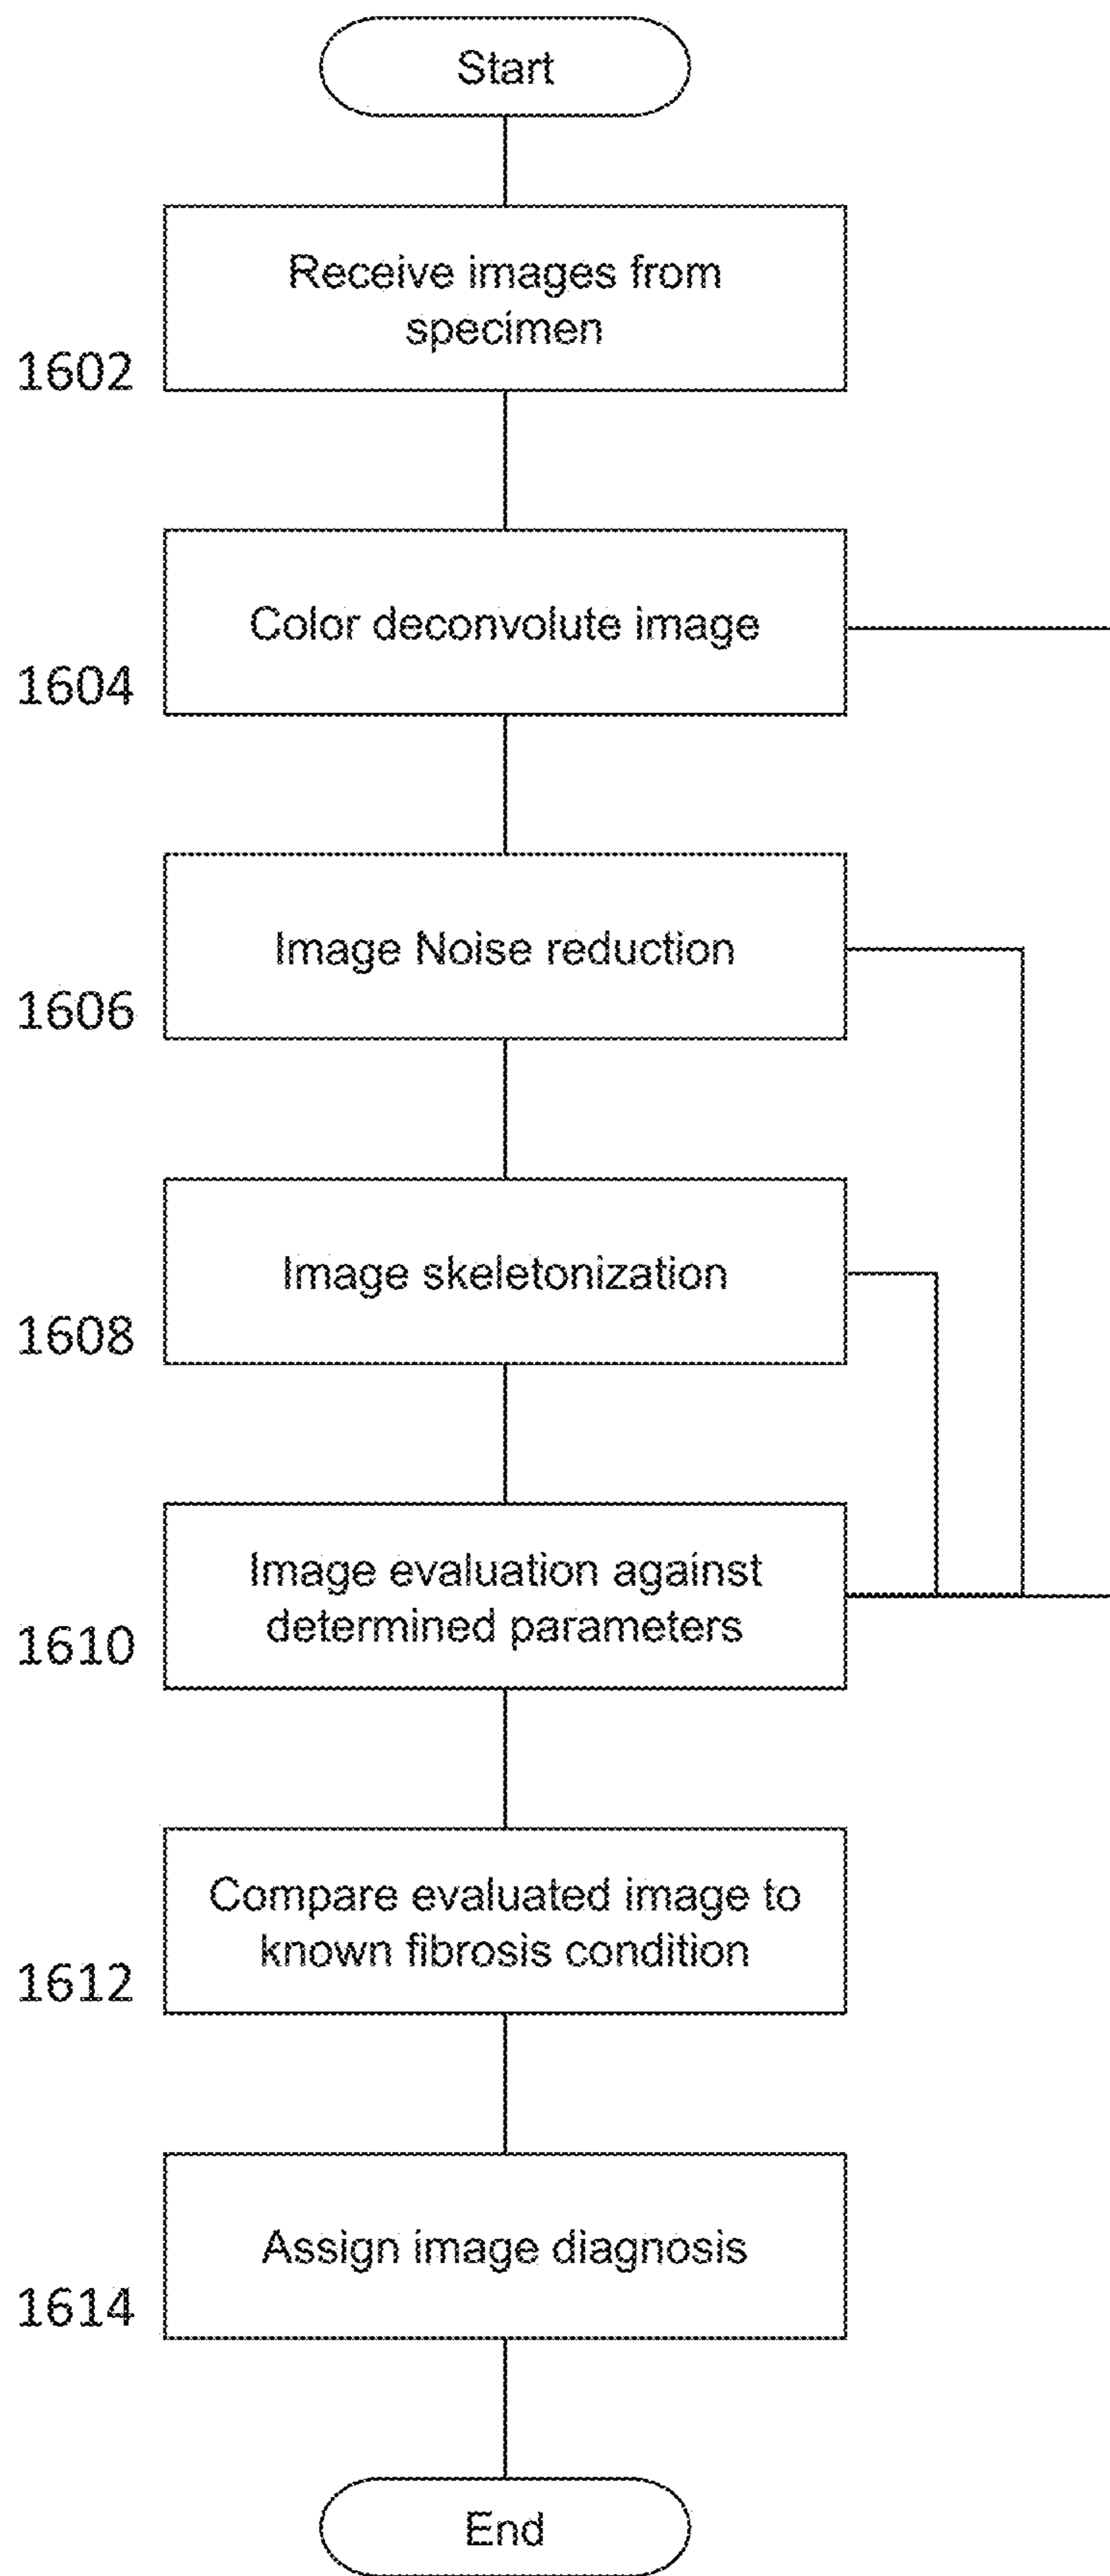 Start
Receive images from
specimen
1602
Color deconvolute image
1604
Image Noise reduction
1606
Image skeletonization
1608
Image evaluation against
determined parameters
1610
Compare evaluated image to
known fibrosis condition
1612
Assign image diagnosis
1614
End